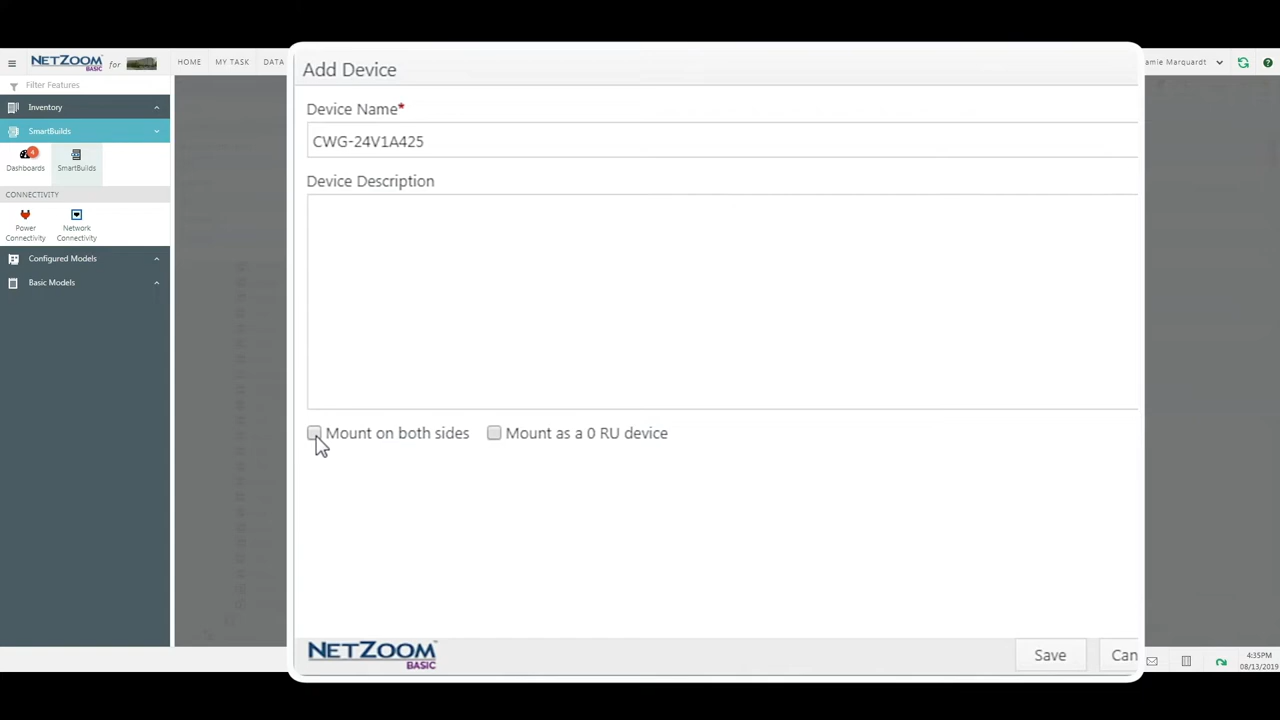 NETZOOM BASIC for
HOME MY TASK DATA
amie Marquardt
Filter Features
Inventory
SmartBuilds
4
Dashboards SmartBuilds
CONNECTIVITY
Power Connectivity
Network Connectivity
Configured Models
Basic Models
Add Device
Device Name*
CWG-24V1A425
Device Description
Mount on both sides Mount as a 0 RU device
NETZOOM BASIC
Save Can
4:35PM
08/13/2019